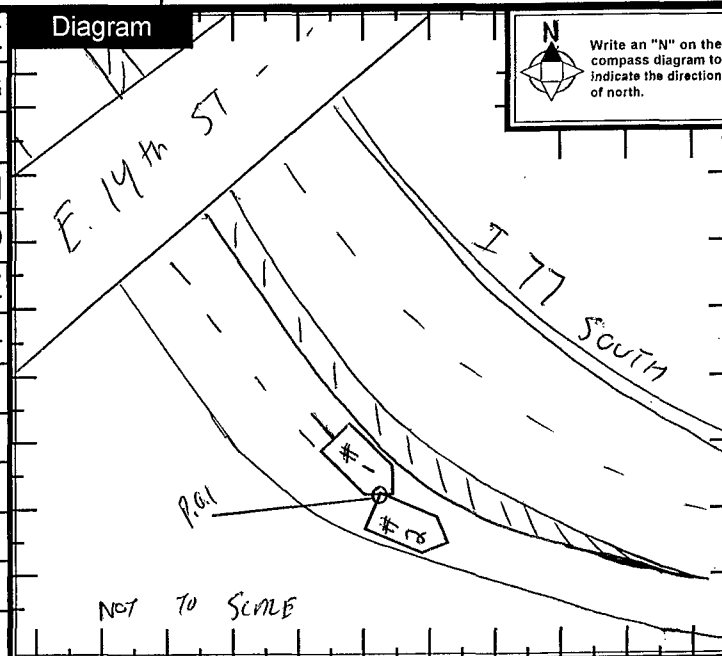 Diagram
N
Write an "N" on the
compass diagram to
indicate the direction
of north.
E. 14th ST
I 77 SOUTH
#1
P.O.I
#2
NOT TO SCALE